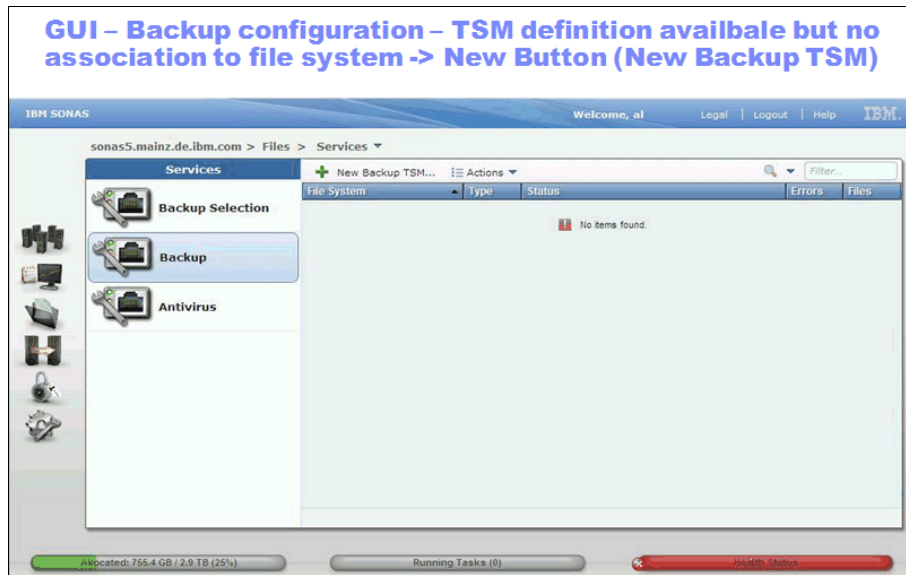 GUI – Backup configuration – TSM definition availbale but no
association to file system -> New Button (New Backup TSM)
IBM SONAS
Welcome, al
Legal | Logout | Help
IBM.
sonas5.mainz.de.ibm.com > Files > Services
Services
New Backup TSM...
Actions
Filter...
File System
Type
Status
Errors
Files
Backup Selection
No items found.
Backup
Antivirus
Allocated: 755.4 GB / 2.9 TB (25%)
Running Tasks (0)
Health Status